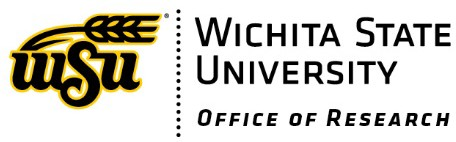 WSU
®
WICHITA STATE
UNIVERSITY
OFFICE OF RESEARCH